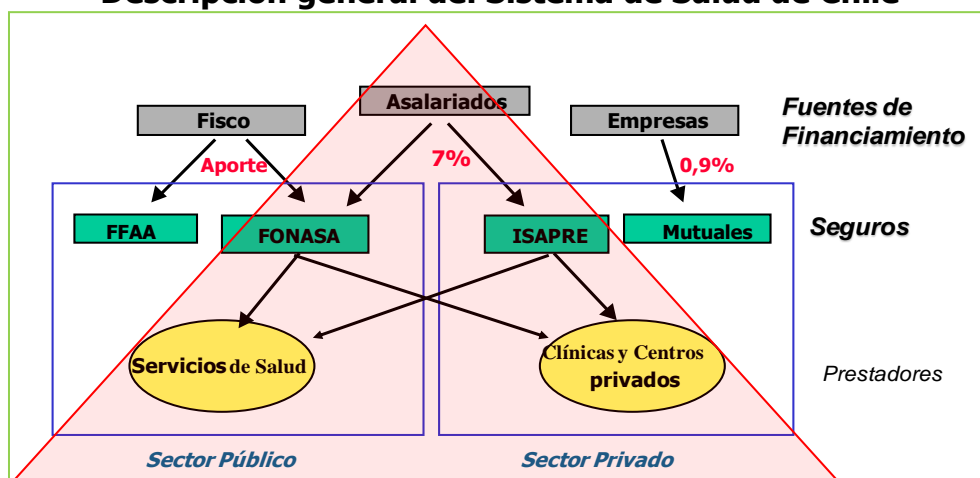 Descripción general del Sistema de Salud de Chile
Asalariados
Fisco
Empresas
Fuentes de
Financiamiento
Aporte
7%
0,9%
FFAA
FONASA
ISAPRE
Mutuales
Seguros
Servicios de Salud
Clínicas y Centros
privados
Prestadores
Sector Público
Sector Privado